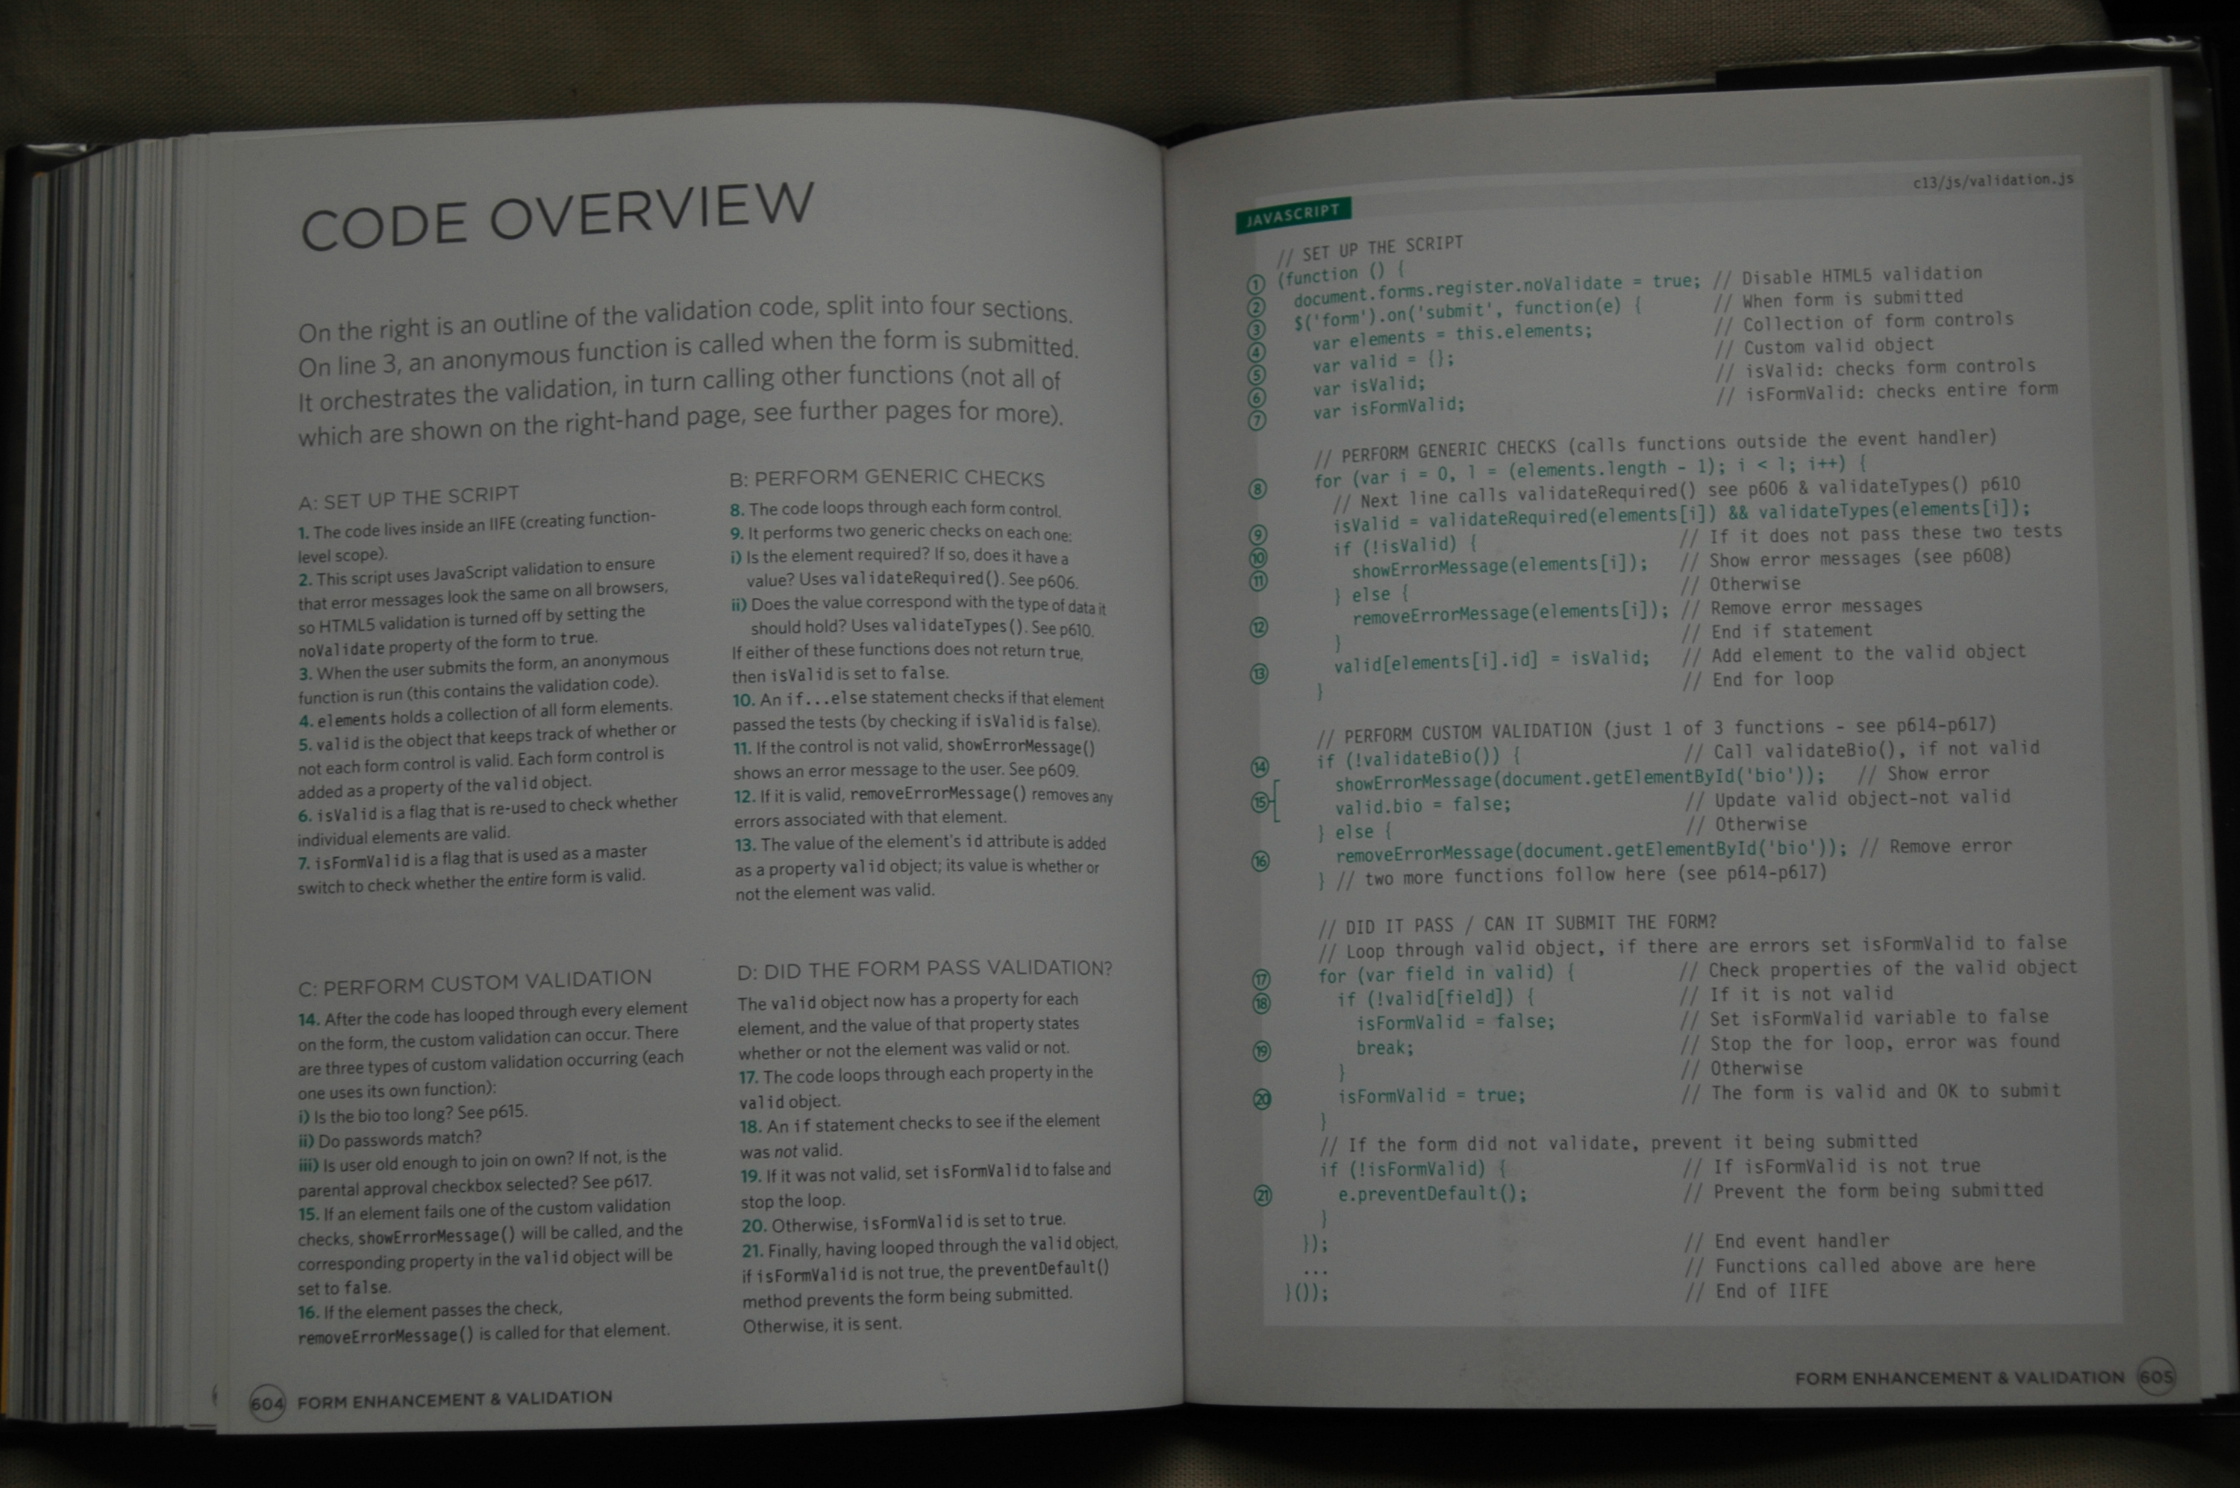 CODE OVERVIEW
On the right is an outline of the validation code, split into four sections.
On line 3, an anonymous function is called when the form is submitted.
It orchestrates the validation, in turn calling other functions (not all of
which are shown on the right-hand page, see further pages for more).
A: SET UP THE SCRIPT
1. The code lives inside an IIFE (creating function-
level scope).
2. This script uses JavaScript validation to ensure
that error messages look the same on all browsers,
so HTML5 validation is turned off by setting the
noValidate property of the form to true.
3. When the user submits the form, an anonymous
function is run (this contains the validation code).
4. elements holds a collection of all form elements.
5. valid is the object that keeps track of whether or
not each form control is valid. Each form control is
added as a property of the valid object.
6. isValid is a flag that is re-used to check whether
individual elements are valid.
7. isFormValid is a flag that is used as a master
switch to check whether the entire form is valid.
B: PERFORM GENERIC CHECKS
8. The code loops through each form control.
9. It performs two generic checks on each one:
i) Is the element required? If so, does it have a
value? Uses validateRequired(). See p606.
ii) Does the value correspond with the type of data it
should hold? Uses validateTypes(). See p610.
If either of these functions does not return true,
then isValid is set to false.
10. An if...else statement checks if that element
passed the tests (by checking if isValid is false).
11. If the control is not valid, showErrorMessage()
shows an error message to the user. See p609.
12. If it is valid, removeErrorMessage() removes any
errors associated with that element.
13. The value of the element's id attribute is added
as a property valid object; its value is whether or
not the element was valid.
C: PERFORM CUSTOM VALIDATION
14. After the code has looped through every element
on the form, the custom validation can occur. There
are three types of custom validation occurring (each
one uses its own function):
i) Is the bio too long? See p615.
ii) Do passwords match?
iii) Is user old enough to join on own? If not, is the
parental approval checkbox selected? See p617.
15. If an element fails one of the custom validation
checks, showErrorMessage() will be called, and the
corresponding property in the valid object will be
set to false.
16. If the element passes the check,
removeErrorMessage() is called for that element.
D: DID THE FORM PASS VALIDATION?
The valid object now has a property for each
element, and the value of that property states
whether or not the element was valid or not.
17. The code loops through each property in the
valid object.
18. An if statement checks to see if the element
was not valid.
19. If it was not valid, set isFormValid to false and
stop the loop.
20. Otherwise, isFormValid is set to true.
21. Finally, having looped through the valid object,
if isFormValid is not true, the preventDefault()
method prevents the form being submitted.
Otherwise, it is sent.
604 FORM ENHANCEMENT & VALIDATION
JAVASCRIPT
c13/js/validation.js
// SET UP THE SCRIPT
1 (function () {
2 document.forms.register.noValidate = true; // Disable HTML5 validation
3 $('form').on('submit', function(e) { // When form is submitted
4 var elements = this.elements; // Collection of form controls
5 var valid = {}; // Custom valid object
6 var isValid; // isValid: checks form controls
7 var isFormValid; // isFormValid: checks entire form
// PERFORM GENERIC CHECKS (calls functions outside the event handler)
8 for (var i = 0, l = (elements.length - 1); i < l; i++) {
// Next line calls validateRequired() see p606 & validateTypes() p610
9 isValid = validateRequired(elements[i]) && validateTypes(elements[i]);
10 if (!isValid) { // If it does not pass these two tests
11 showErrorMessage(elements[i]); // Show error messages (see p608)
} else { // Otherwise
12 removeErrorMessage(elements[i]); // Remove error messages
} // End if statement
13 valid[elements[i].id] = isValid; // Add element to the valid object
} // End for loop
// PERFORM CUSTOM VALIDATION (just 1 of 3 functions - see p614-p617)
14 if (!validateBio()) { // Call validateBio(), if not valid
showErrorMessage(document.getElementById('bio')); // Show error
15 valid.bio = false; // Update valid object-not valid
} else { // Otherwise
16 removeErrorMessage(document.getElementById('bio')); // Remove error
} // two more functions follow here (see p614-p617)
// DID IT PASS / CAN IT SUBMIT THE FORM?
// Loop through valid object, if there are errors set isFormValid to false
17 for (var field in valid) { // Check properties of the valid object
18 if (!valid[field]) { // If it is not valid
isFormValid = false; // Set isFormValid variable to false
19 break; // Stop the for loop, error was found
} // Otherwise
20 isFormValid = true; // The form is valid and OK to submit
}
// If the form did not validate, prevent it being submitted
if (!isFormValid) { // If isFormValid is not true
21 e.preventDefault(); // Prevent the form being submitted
}
}); // End event handler
... // Functions called above are here
}()); // End of IIFE
FORM ENHANCEMENT & VALIDATION 605